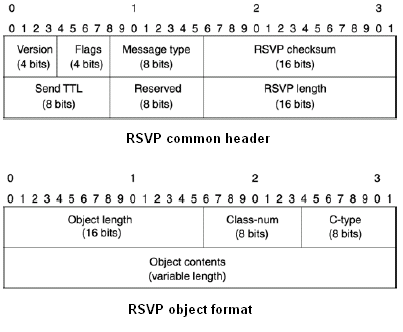 0 1 2 3
0 1 2 3 4 5 6 7 8 9 0 1 2 3 4 5 6 7 8 9 0 1 2 3 4 5 6 7 8 9 0 1
Version Flags Message type RSVP checksum
(4 bits) (4 bits) (8 bits) (16 bits)
Send TTL Reserved RSVP length
(8 bits) (8 bits) (16 bits)
RSVP common header
0 1 2 3
0 1 2 3 4 5 6 7 8 9 0 1 2 3 4 5 6 7 8 9 0 1 2 3 4 5 6 7 8 9 0 1
Object length Class-num C-type
(16 bits) (8 bits) (8 bits)
Object contents
(variable length)
RSVP object format